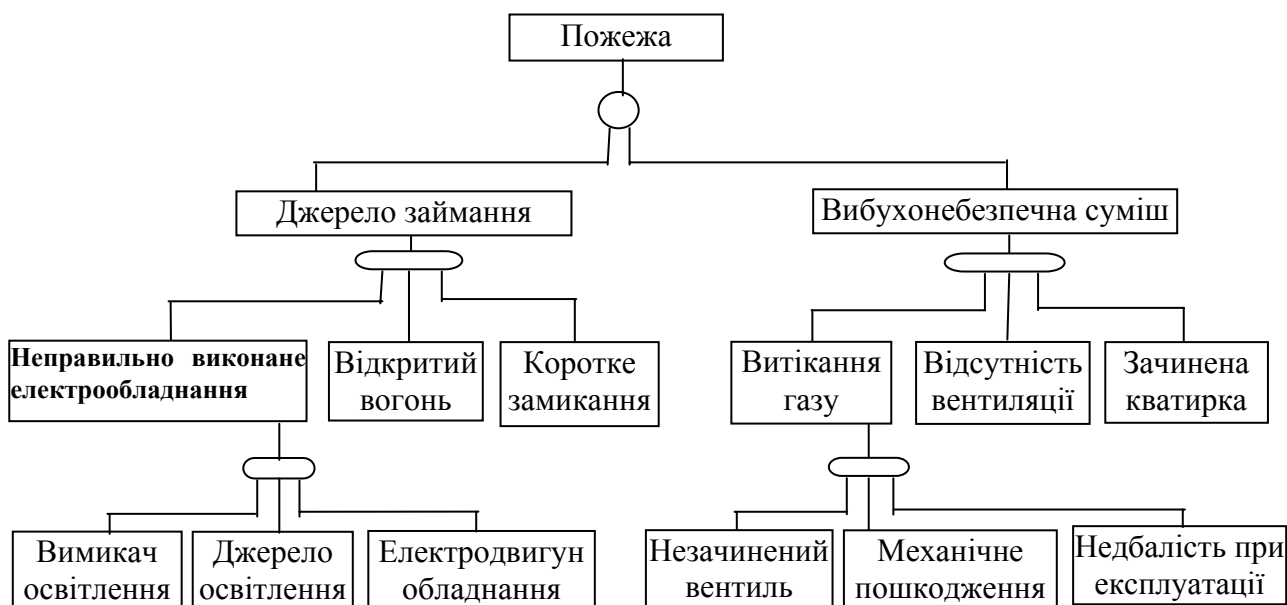 Пожежа
Джерело займання
Вибухонебезпечна суміш
Неправильно виконане
електрообладнання
Відкритий
вогонь
Коротке
замикання
Витікання
газу
Відсутність
вентиляції
Зачинена
кватирка
Вимикач
освітлення
Джерело
освітлення
Електродвигун
обладнання
Незачинений
вентиль
Механічне
пошкодження
Недбалість при
експлуатації